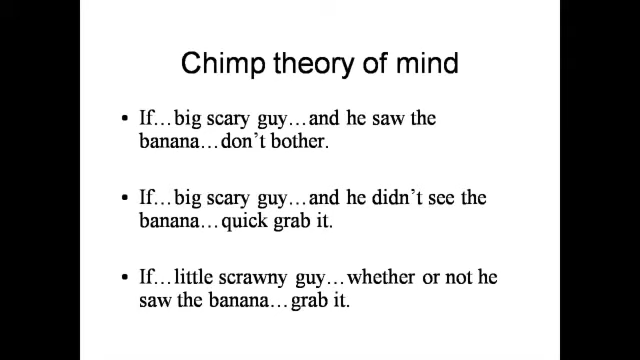 Chimp theory of mind
• If…big scary guy…and he saw the
banana…don't bother.
• If…big scary guy…and he didn't see the
banana…quick grab it.
• If…little scrawny guy…whether or not he
saw the banana…grab it.